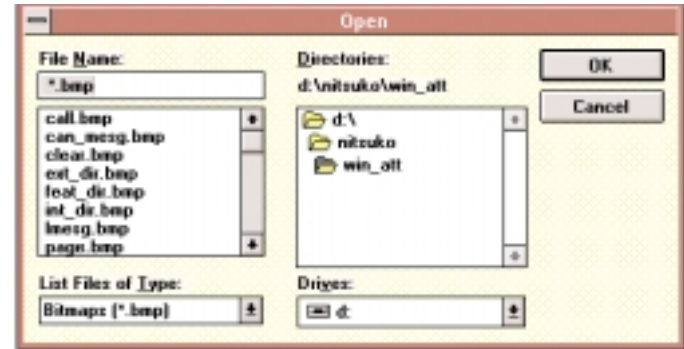 Open
File Name:
*.bmp
call.bmp
can_mesg.bmp
clear.bmp
ext_dir.bmp
feat_dir.bmp
int_dir.bmp
lmesg.bmp
page.bmp
List Files of Type:
Bitmaps (*.bmp)
Directories:
d:\nitsuko\win_att
d:\
nitsuko
win_att
Drives:
d:
OK
Cancel